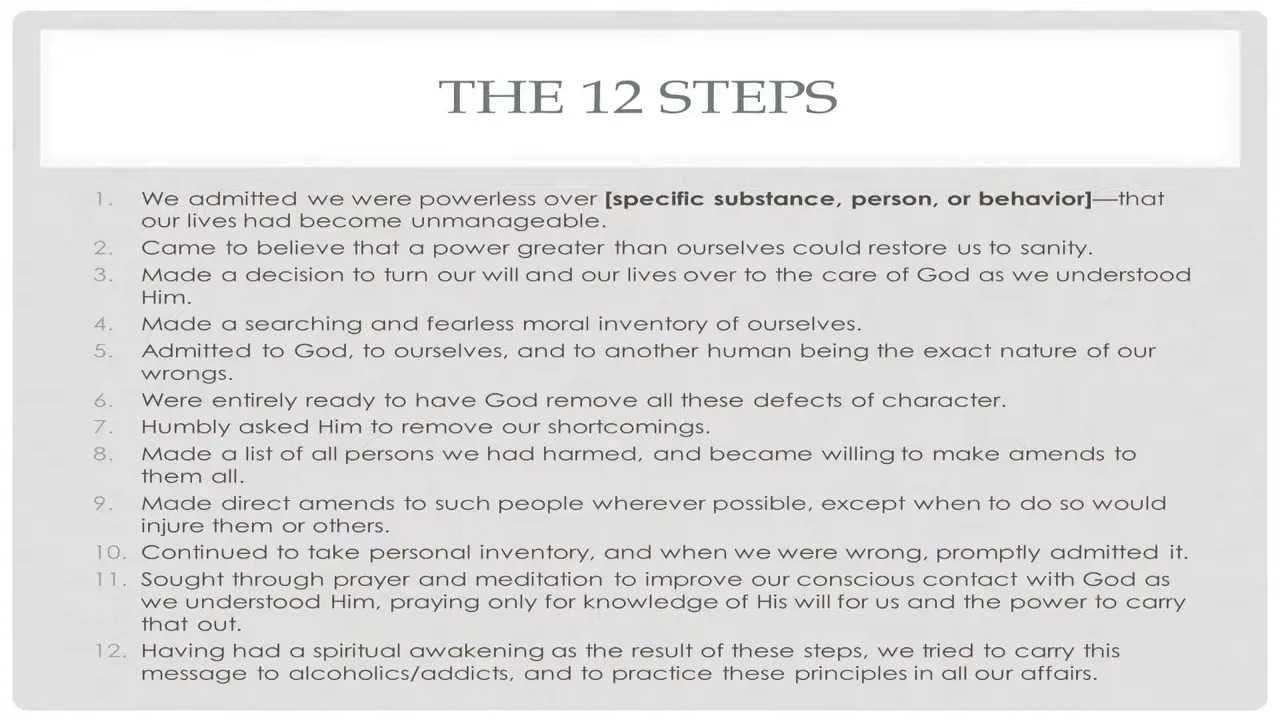 THE 12 STEPS
1. We admitted we were powerless over [specific substance, person, or behavior]—that
our lives had become unmanageable.
2. Came to believe that a power greater than ourselves could restore us to sanity.
3. Made a decision to turn our will and our lives over to the care of God as we understood
Him.
4. Made a searching and fearless moral inventory of ourselves.
5. Admitted to God, to ourselves, and to another human being the exact nature of our
wrongs.
6. Were entirely ready to have God remove all these defects of character.
7. Humbly asked Him to remove our shortcomings.
8. Made a list of all persons we had harmed, and became willing to make amends to
them all.
9. Made direct amends to such people wherever possible, except when to do so would
injure them or others.
10. Continued to take personal inventory, and when we were wrong, promptly admitted it.
11. Sought through prayer and meditation to improve our conscious contact with God as
we understood Him, praying only for knowledge of His will for us and the power to carry
that out.
12. Having had a spiritual awakening as the result of these steps, we tried to carry this
message to alcoholics/addicts, and to practice these principles in all our affairs.